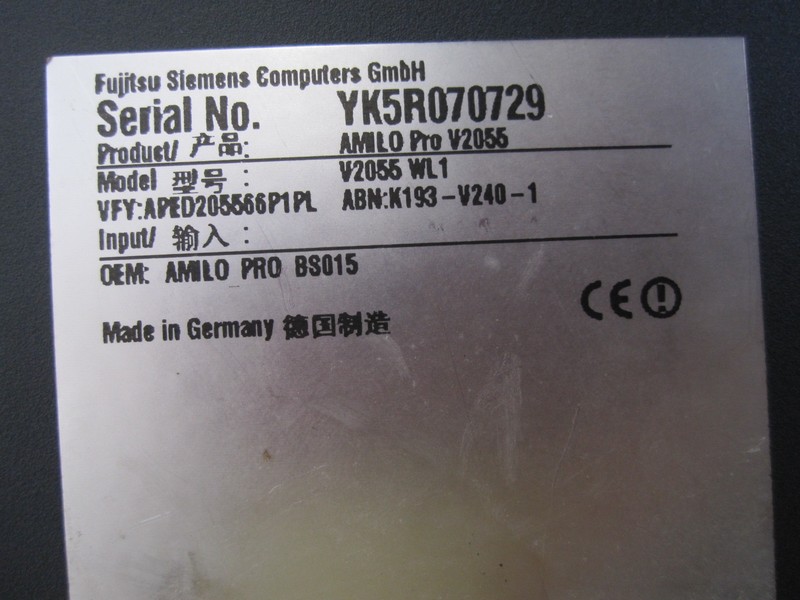 Fujitsu Siemens Computers GmbH
Serial No. YK5R070729
Product/ 产品: AMILO Pro V2055
Model 型号: V2055 WL1
VFY:APED205566P1PL ABN:K193-V240-1
Input/ 输入:
OEM: AMILO PRO BS015
CE
Made in Germany 德国制造